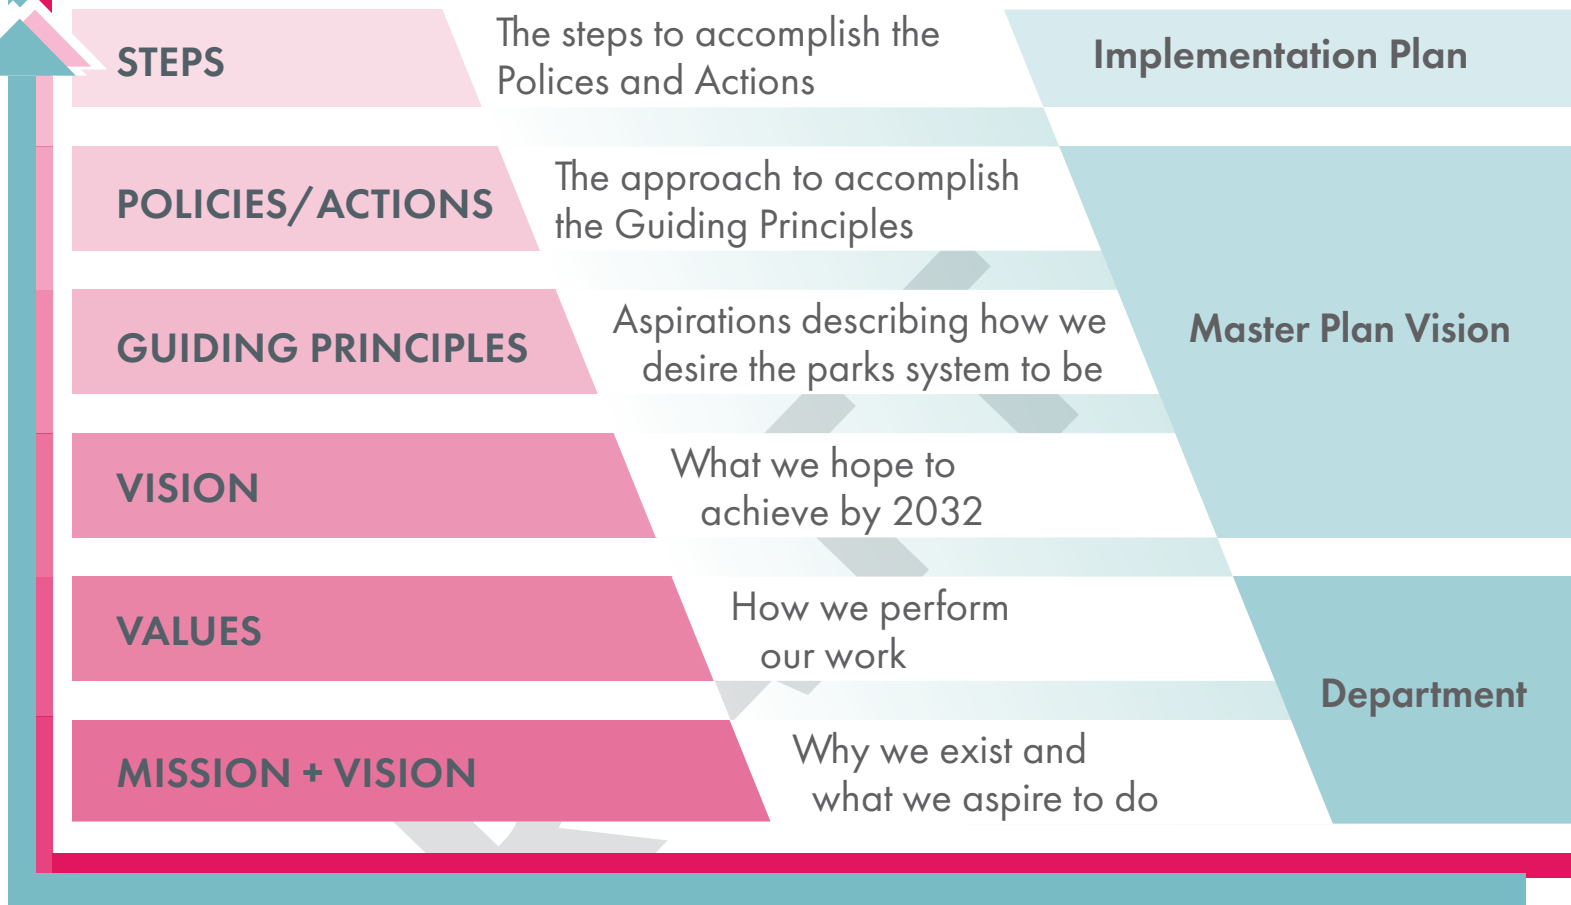 STEPS
The steps to accomplish the
Polices and Actions
Implementation Plan
POLICIES/ACTIONS
The approach to accomplish
the Guiding Principles
GUIDING PRINCIPLES
Aspirations describing how we
desire the parks system to be
Master Plan Vision
VISION
What we hope to
achieve by 2032
VALUES
How we perform
our work
Department
MISSION + VISION
Why we exist and
what we aspire to do